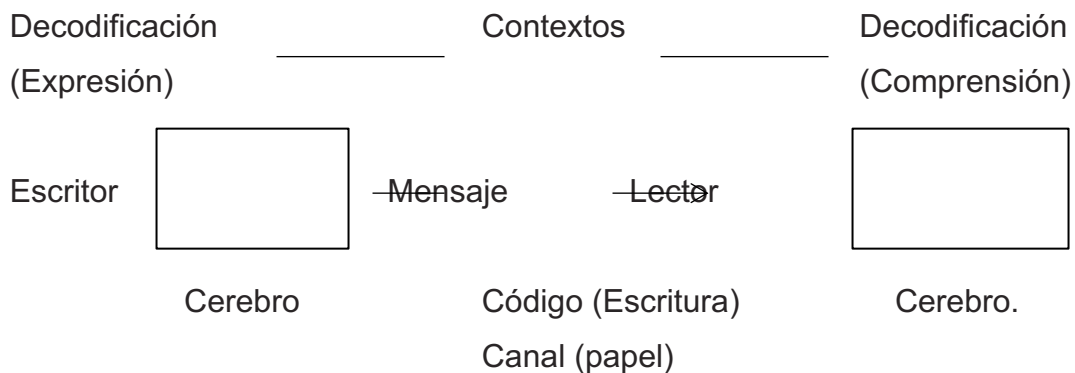 Decodificación Contextos Decodificación
(Expresión) (Comprensión)
Escritor Mensaje Lector
Cerebro Código (Escritura) Cerebro.
Canal (papel)